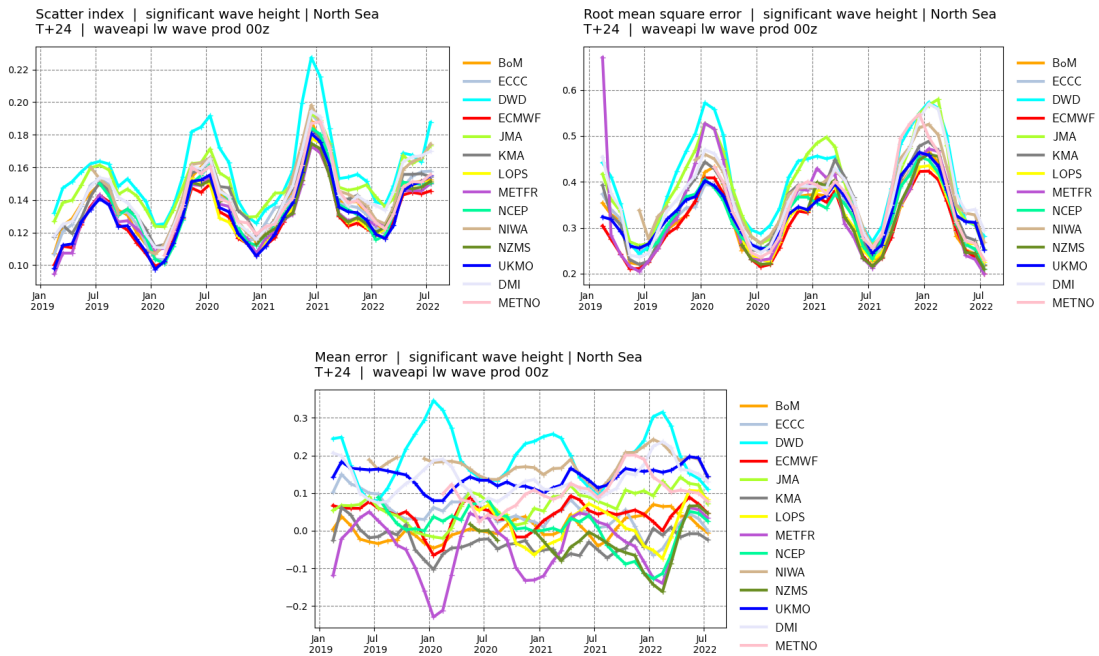 Scatter index | significant wave height | North Sea
T+24 | waveapi lw wave prod 00z
0.22
0.20
0.18
0.16
0.14
0.12
0.10
Jan 2019
Jul 2019
Jan 2020
Jul 2020
Jan 2021
Jul 2021
Jan 2022
Jul 2022
BoM
ECCC
DWD
ECMWF
JMA
KMA
LOPS
METFR
NCEP
NIWA
NZMS
UKMO
DMI
METNO
Root mean square error | significant wave height | North Sea
T+24 | waveapi lw wave prod 00z
0.6
0.5
0.4
0.3
0.2
Jan 2019
Jul 2019
Jan 2020
Jul 2020
Jan 2021
Jul 2021
Jan 2022
Jul 2022
BoM
ECCC
DWD
ECMWF
JMA
KMA
LOPS
METFR
NCEP
NIWA
NZMS
UKMO
DMI
METNO
Mean error | significant wave height | North Sea
T+24 | waveapi lw wave prod 00z
0.3
0.2
0.1
0.0
−0.1
−0.2
Jan 2019
Jul 2019
Jan 2020
Jul 2020
Jan 2021
Jul 2021
Jan 2022
Jul 2022
BoM
ECCC
DWD
ECMWF
JMA
KMA
LOPS
METFR
NCEP
NIWA
NZMS
UKMO
DMI
METNO